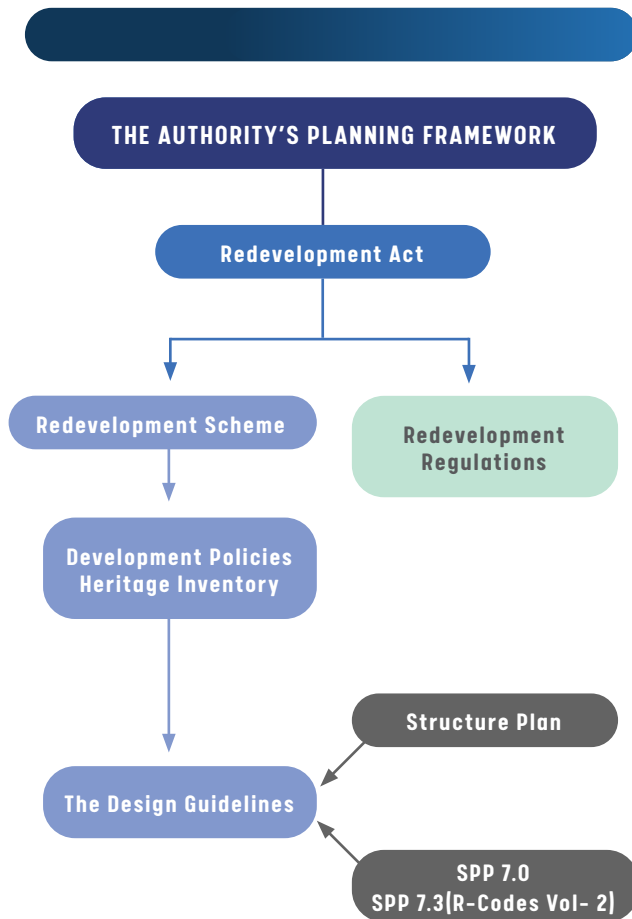 THE AUTHORITY'S PLANNING FRAMEWORK
Redevelopment Act
Redevelopment Scheme
Redevelopment
Regulations
Development Policies
Heritage Inventory
Structure Plan
The Design Guidelines
SPP 7.0
SPP 7.3(R-Codes Vol- 2)